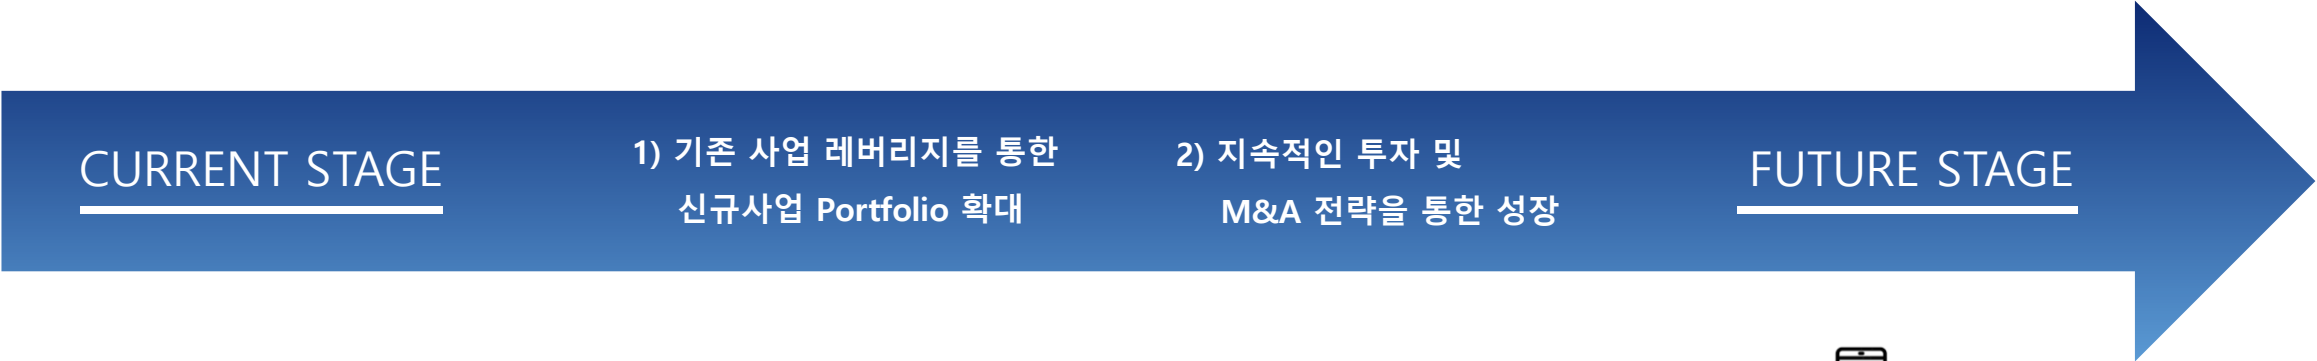 CURRENT STAGE
1) 기존 사업 레버리지를 통한
신규사업 Portfolio 확대
2) 지속적인 투자 및
M&A 전략을 통한 성장
FUTURE STAGE